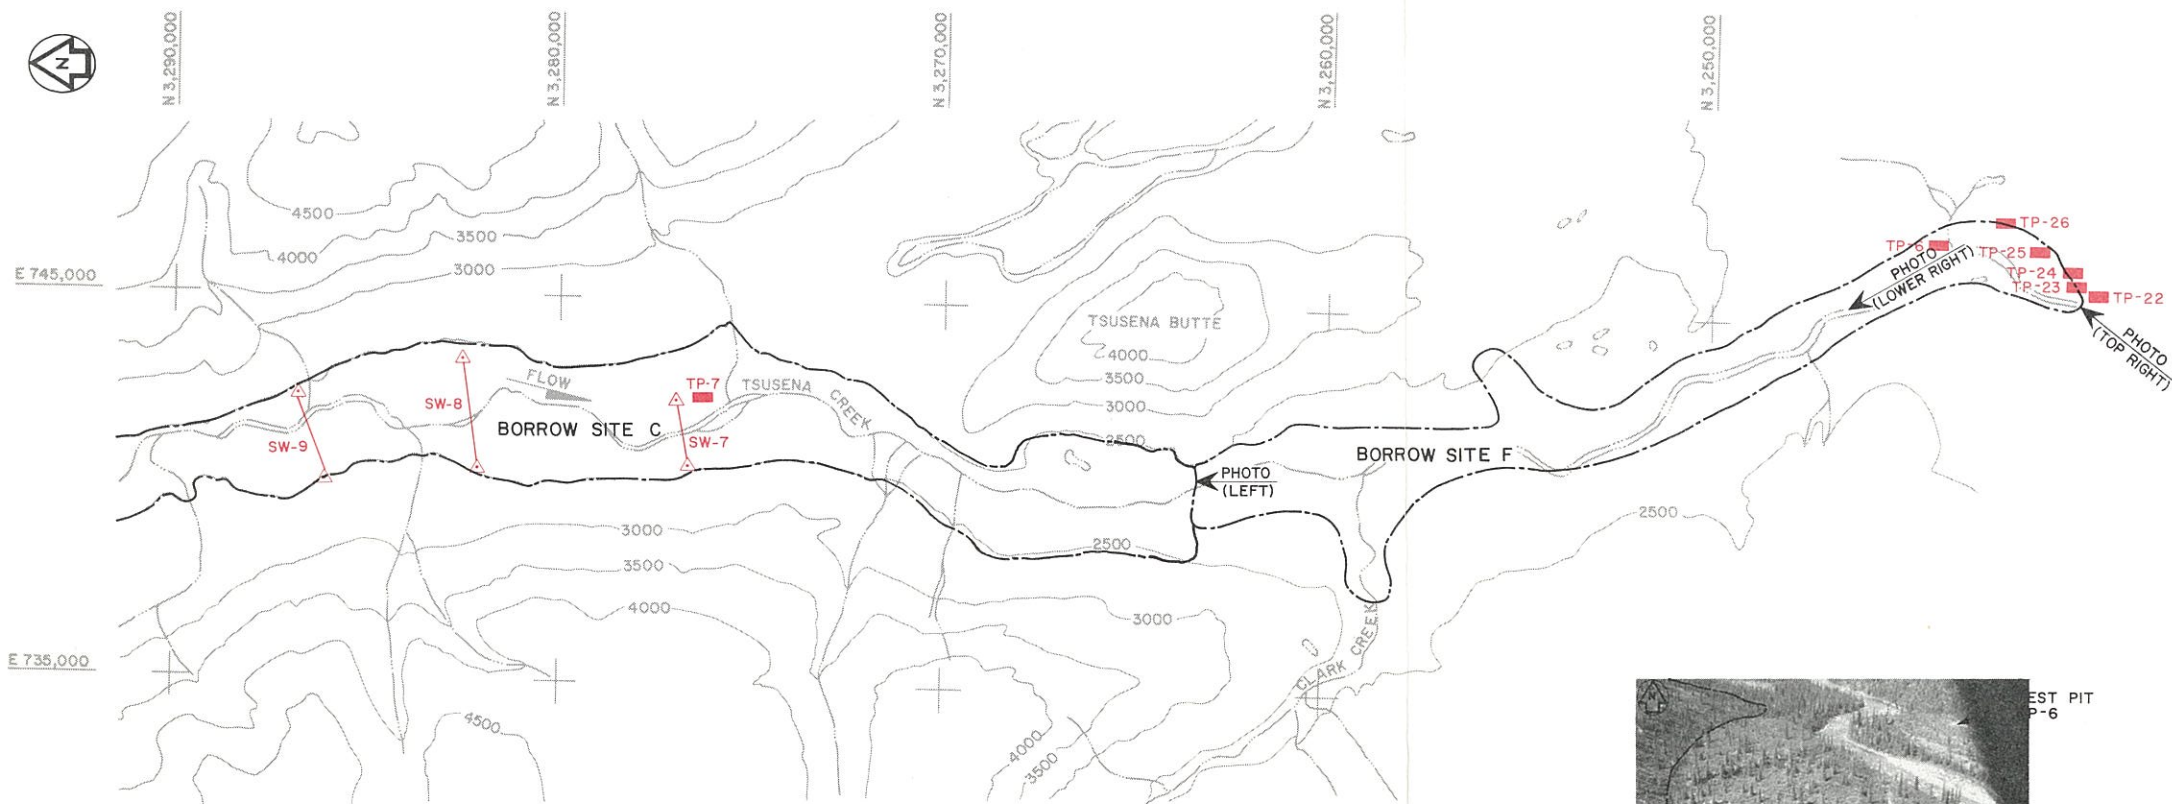 N 3,290,000
N 3,280,000
N 3,270,000
N 3,260,000
N 3,250,000
N
4500
3500
4000
3000
E 745,000
TP-26
TP-6
TP-25
TP-24
TP-23
TP-22
PHOTO
(LOWER RIGHT)
PHOTO
(TOP RIGHT)
TSUSENA BUTTE
4000
3500
3000
FLOW
TP-7
TSUSENA
CREEK
SW-8
BORROW SITE C
SW-9
SW-7
2500
BORROW SITE F
PHOTO
(LEFT)
3000
2500
2500
3500
4000
3000
CLARK CREEK
E 735,000
4500
4000
3500
EST PIT
P-6